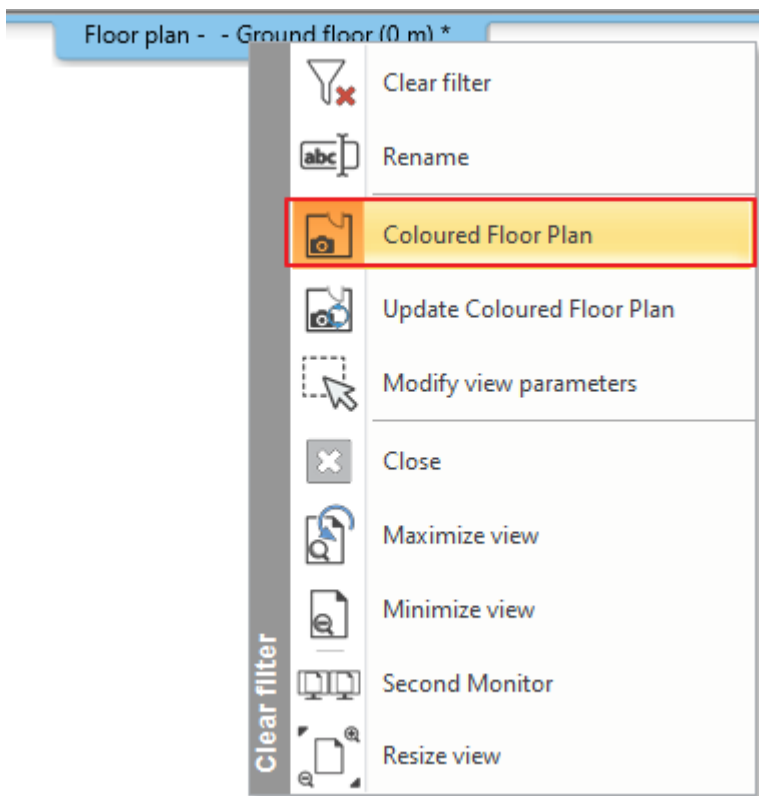 Floor plan - - Ground floor (0 m) *
Clear filter
abc
Rename
Coloured Floor Plan
Update Coloured Floor Plan
Modify view parameters
Close
Maximize view
Minimize view
Second Monitor
Resize view
Clear filter